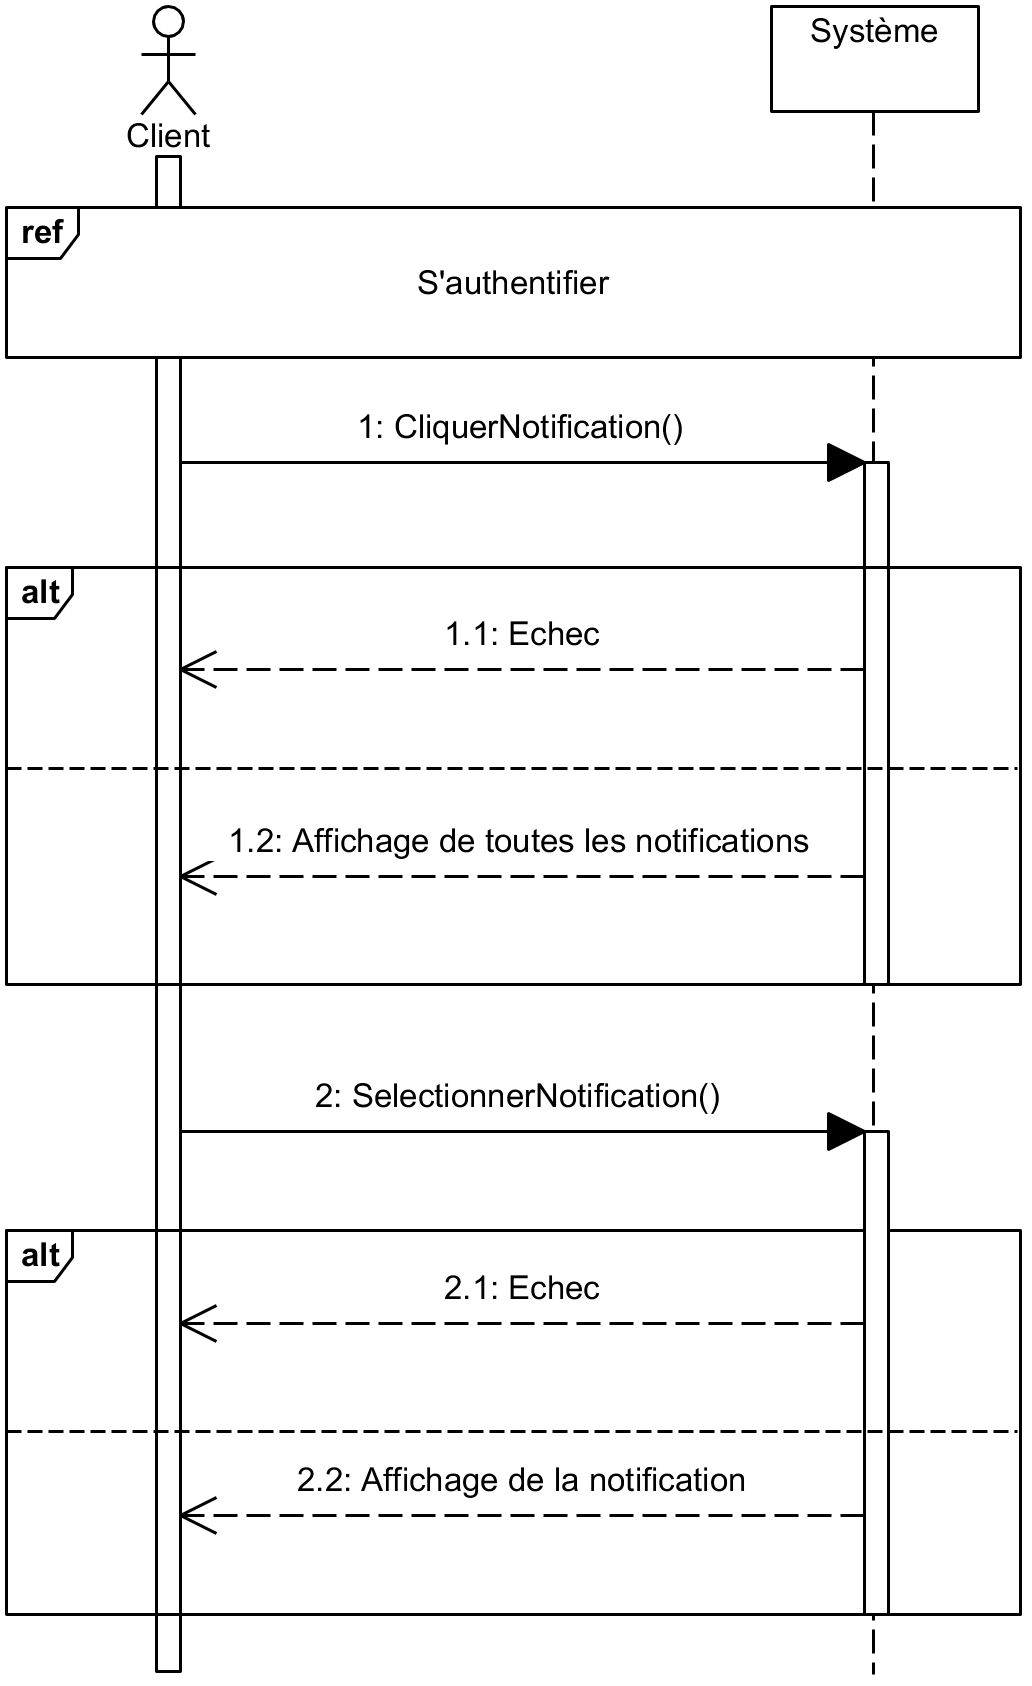 Système
Client
ref
S'authentifier
1: CliquerNotification()
alt
1.1: Echec
1.2: Affichage de toutes les notifications
2: SelectionnerNotification()
alt
2.1: Echec
2.2: Affichage de la notification